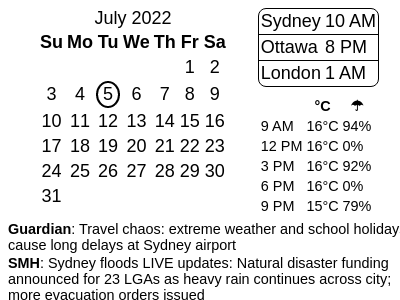 July 2022
Su Mo Tu We Th Fr Sa
1 2
3 4 5 6 7 8 9
10 11 12 13 14 15 16
17 18 19 20 21 22 23
24 25 26 27 28 29 30
31
Sydney 10 AM
Ottawa 8 PM
London 1 AM
°C ☂
9 AM 16°C 94%
12 PM 16°C 0%
3 PM 16°C 92%
6 PM 16°C 0%
9 PM 15°C 79%
Guardian: Travel chaos: extreme weather and school holiday
cause long delays at Sydney airport
SMH: Sydney floods LIVE updates: Natural disaster funding
announced for 23 LGAs as heavy rain continues across city;
more evacuation orders issued